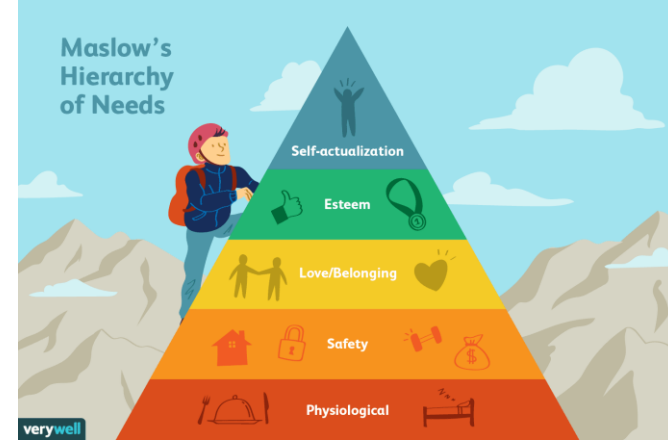 Maslow's
Hierarchy
of Needs
Self-actualization
Esteem
Love/Belonging
Safety
$
Physiological
verywell